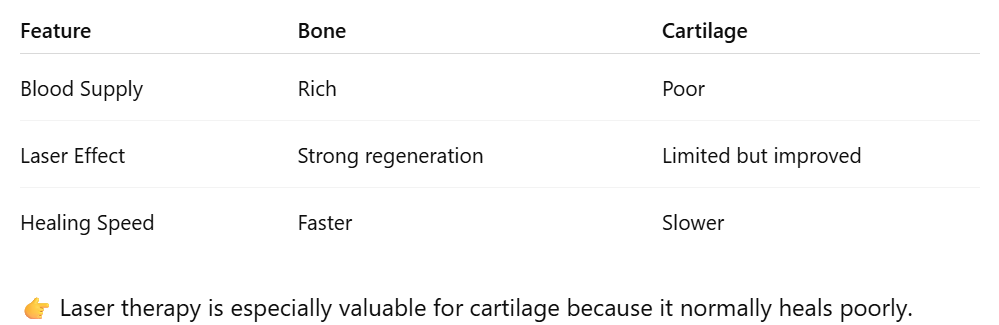 Feature Bone Cartilage
Blood Supply Rich Poor
Laser Effect Strong regeneration Limited but improved
Healing Speed Faster Slower
👉 Laser therapy is especially valuable for cartilage because it normally heals poorly.